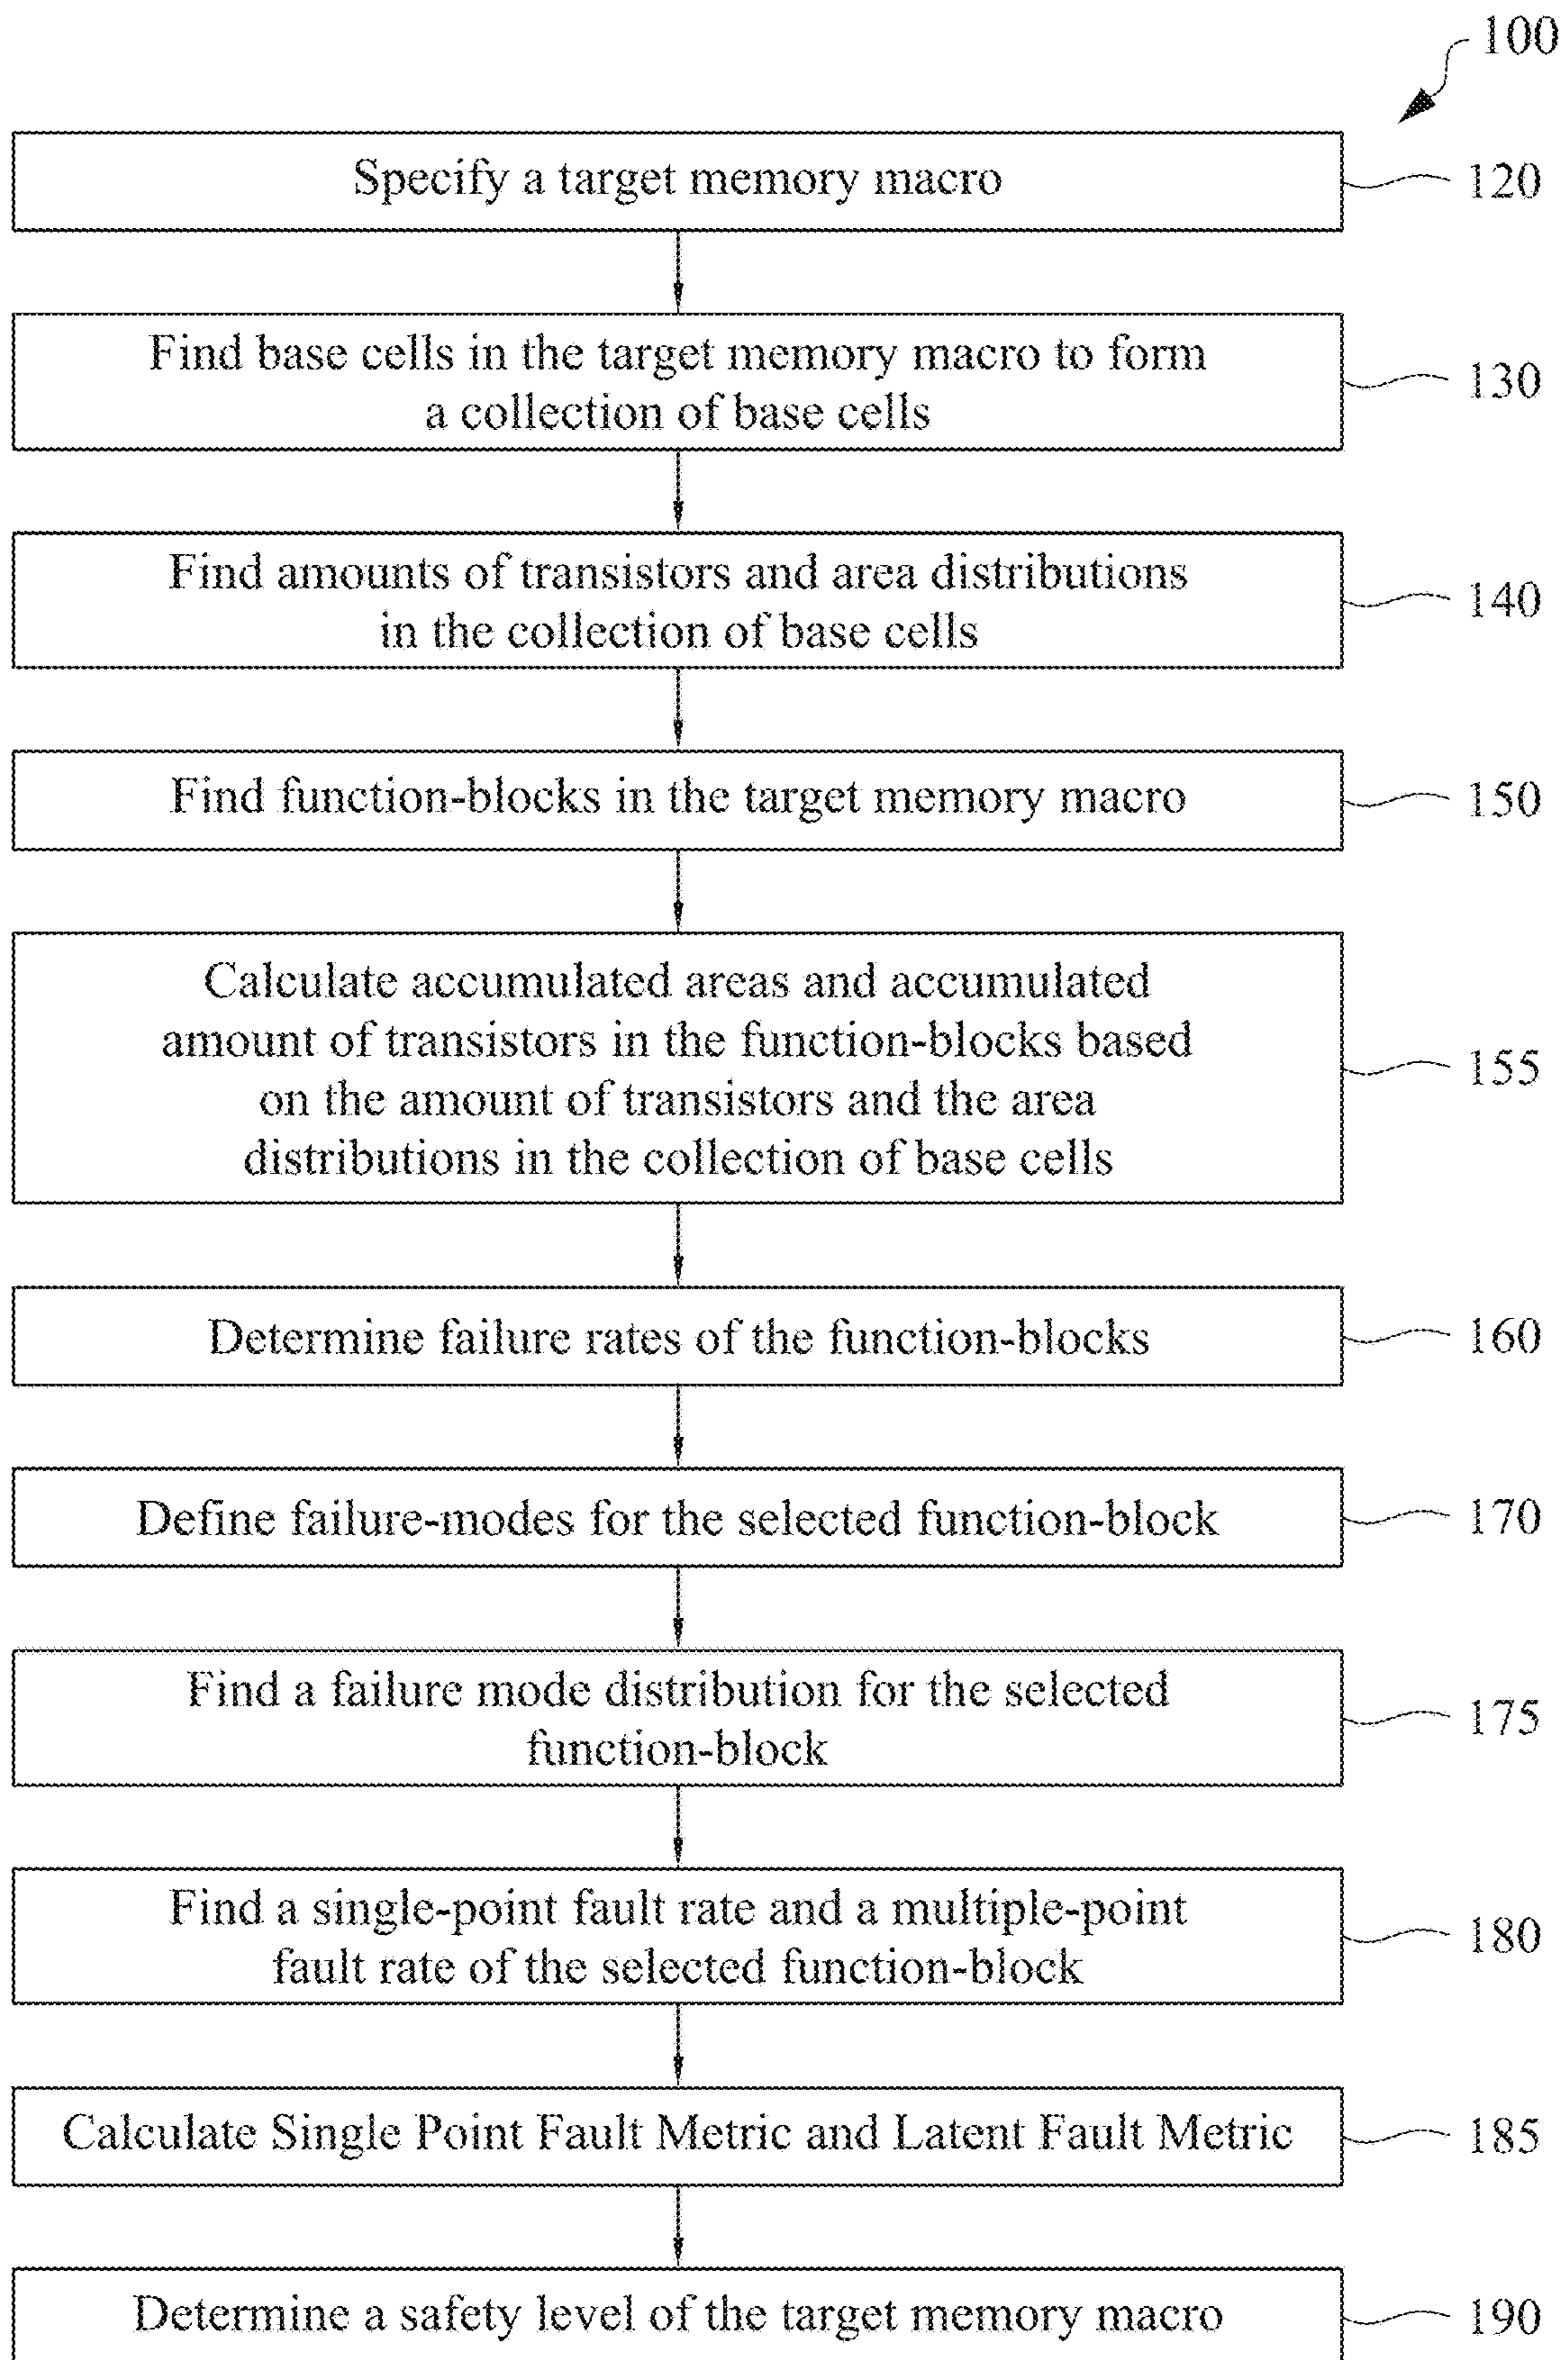 100
Specify a target memory macro
120
Find base cells in the target memory macro to form
a collection of base cells
130
Find amounts of transistors and area distributions
in the collection of base cells
140
Find function-blocks in the target memory macro
150
Calculate accumulated areas and accumulated
amount of transistors in the function-blocks based
on the amount of transistors and the area
distributions in the collection of base cells
155
Determine failure rates of the function-blocks
160
Define failure-modes for the selected function-block
170
Find a failure mode distribution for the selected
function-block
175
Find a single-point fault rate and a multiple-point
fault rate of the selected function-block
180
Calculate Single Point Fault Metric and Latent Fault Metric
185
Determine a safety level of the target memory macro
190